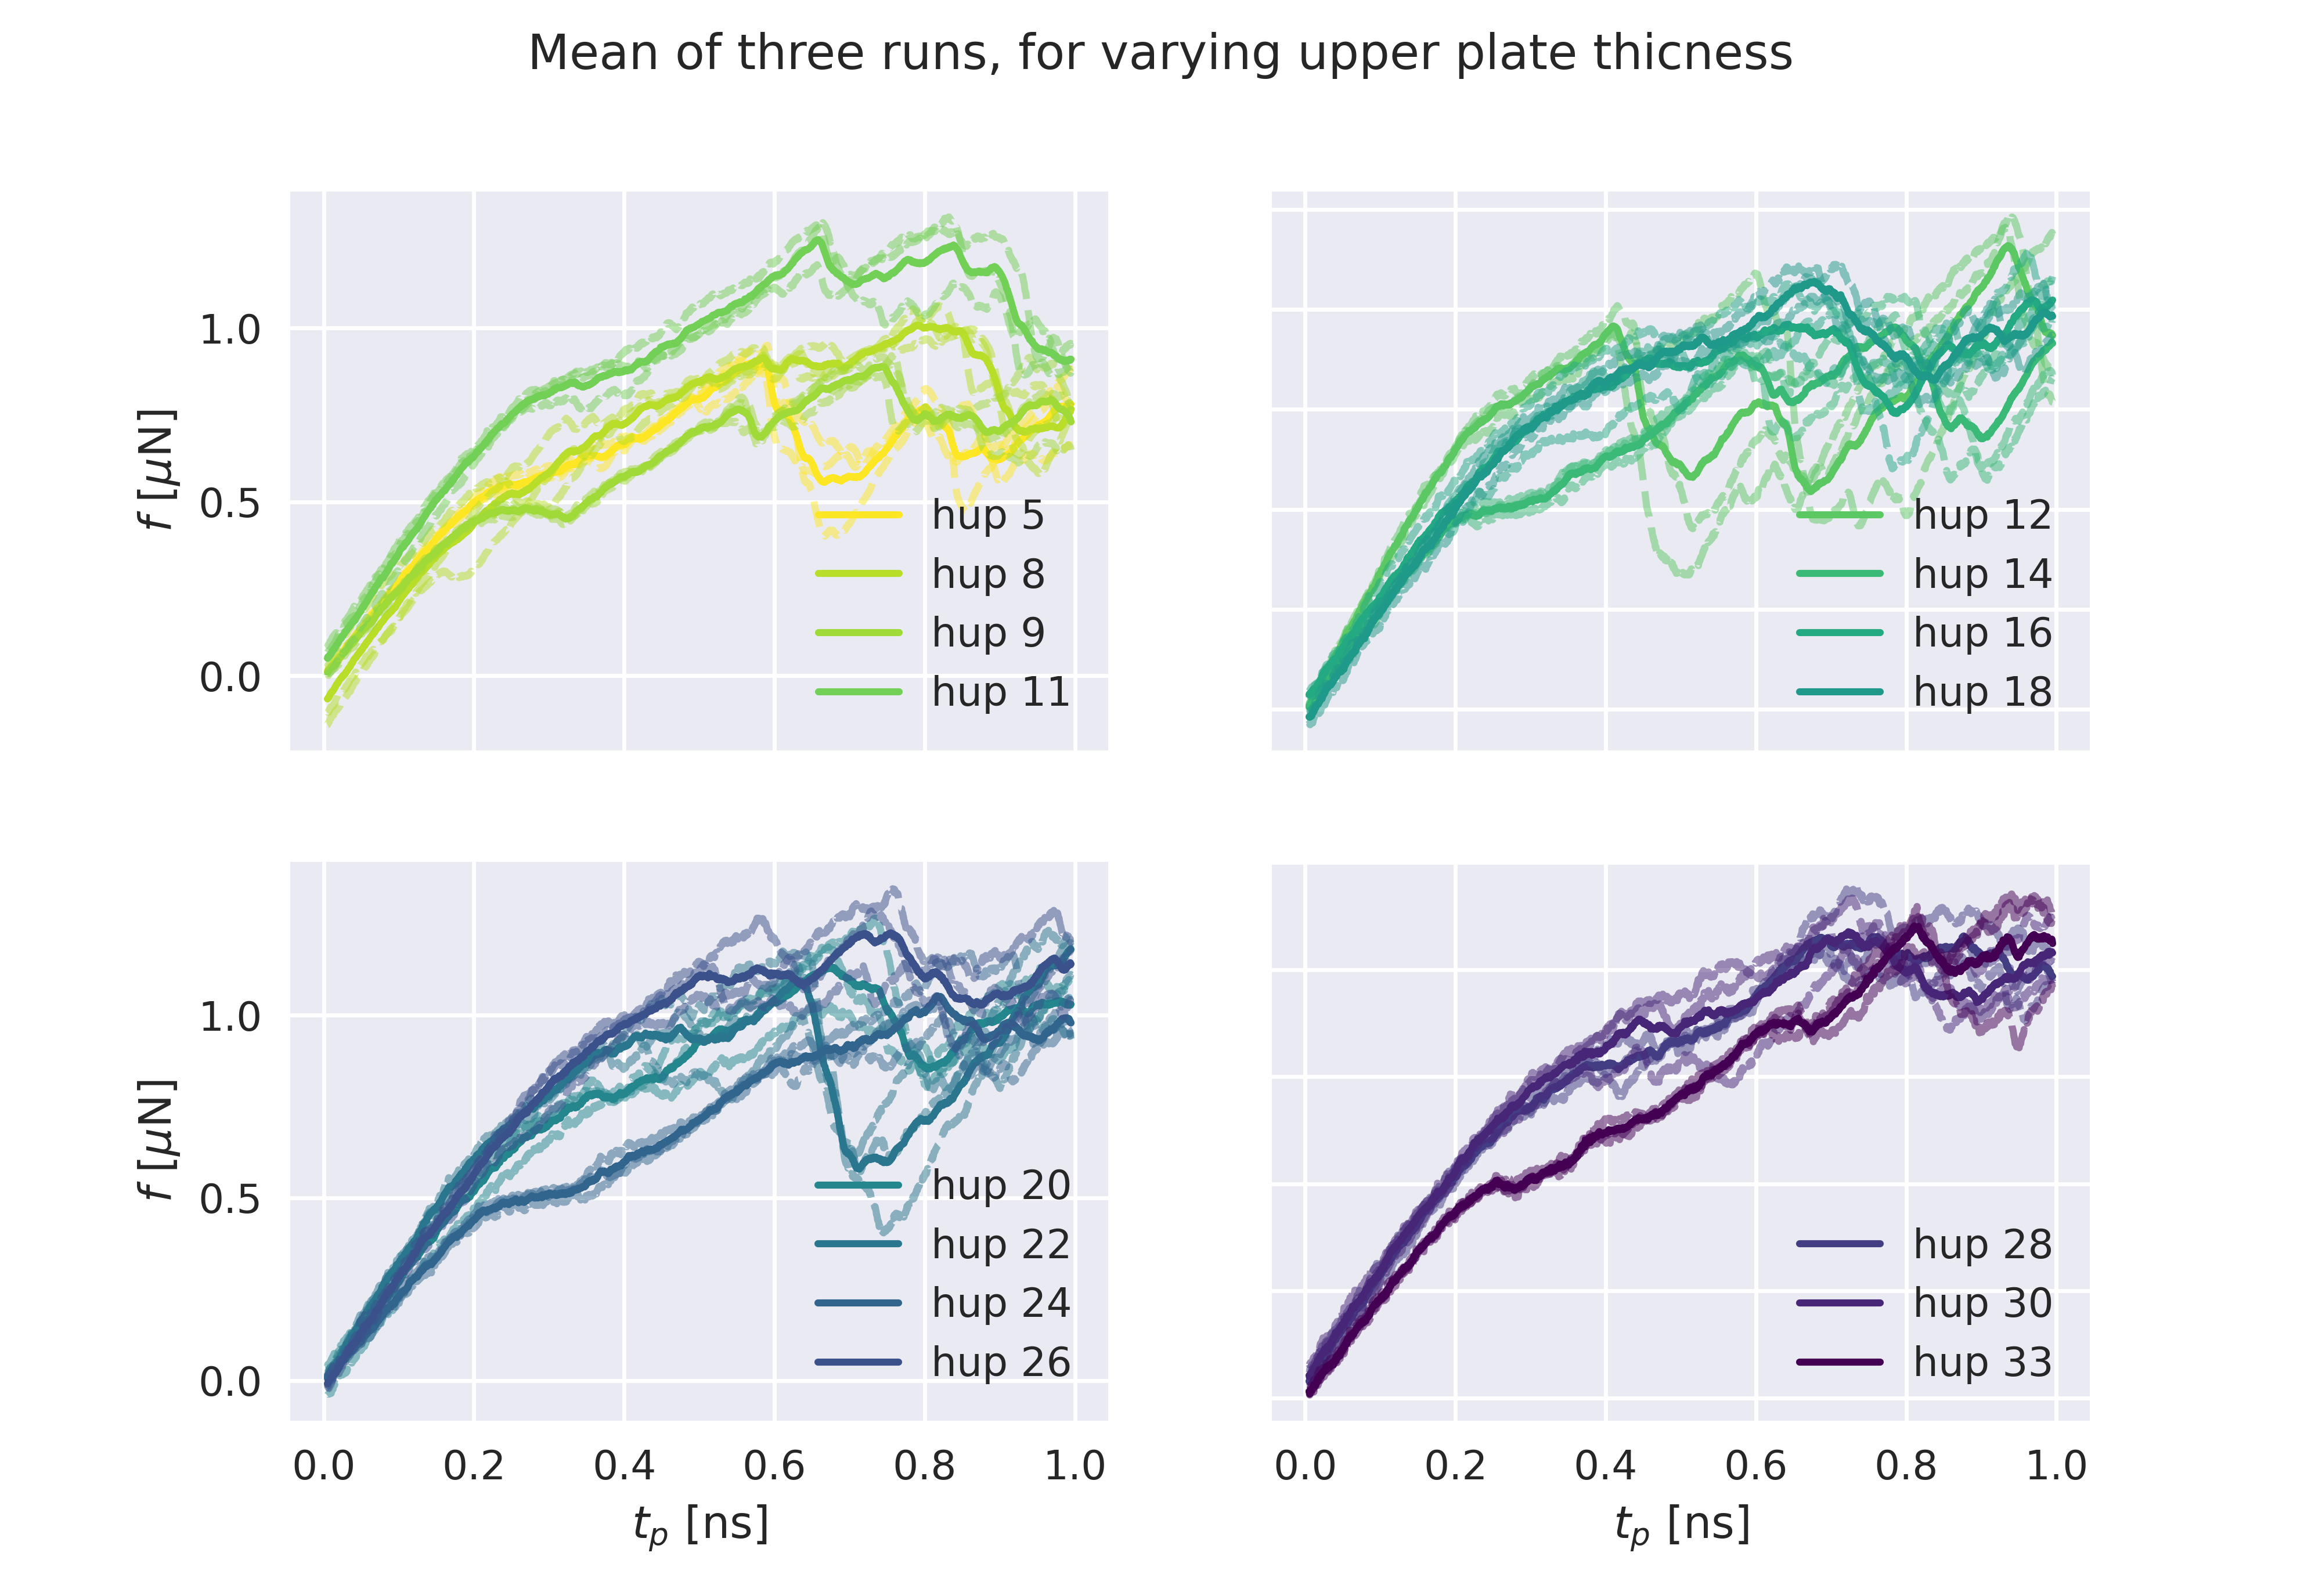 Mean of three runs, for varying upper plate thicness
f [μN]
1.0
0.5
0.0
hup 5
hup 8
hup 9
hup 11
hup 12
hup 14
hup 16
hup 18
f [μN]
1.0
0.5
0.0
hup 20
hup 22
hup 24
hup 26
hup 28
hup 30
hup 33
0.0 0.2 0.4 0.6 0.8 1.0
0.0 0.2 0.4 0.6 0.8 1.0
t_p [ns]
t_p [ns]